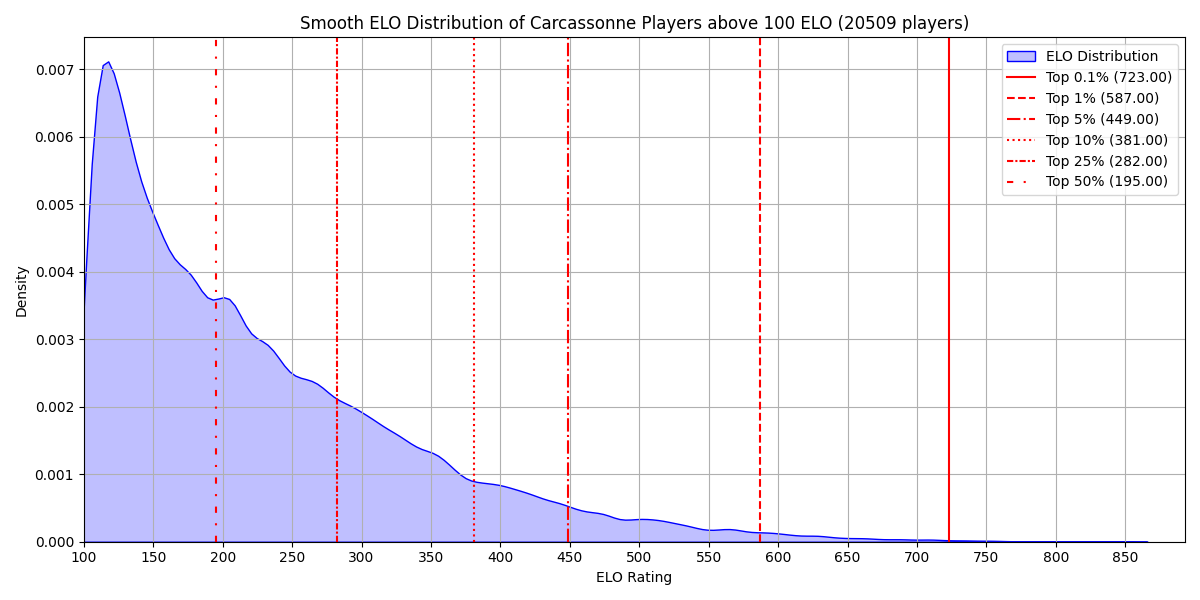 Smooth ELO Distribution of Carcassonne Players above 100 ELO (20509 players)
ELO Distribution
Top 0.1% (723.00)
Top 1% (587.00)
Top 5% (449.00)
Top 10% (381.00)
Top 25% (282.00)
Top 50% (195.00)
Density
0.007
0.006
0.005
0.004
0.003
0.002
0.001
0.000
100 150 200 250 300 350 400 450 500 550 600 650 700 750 800 850
ELO Rating